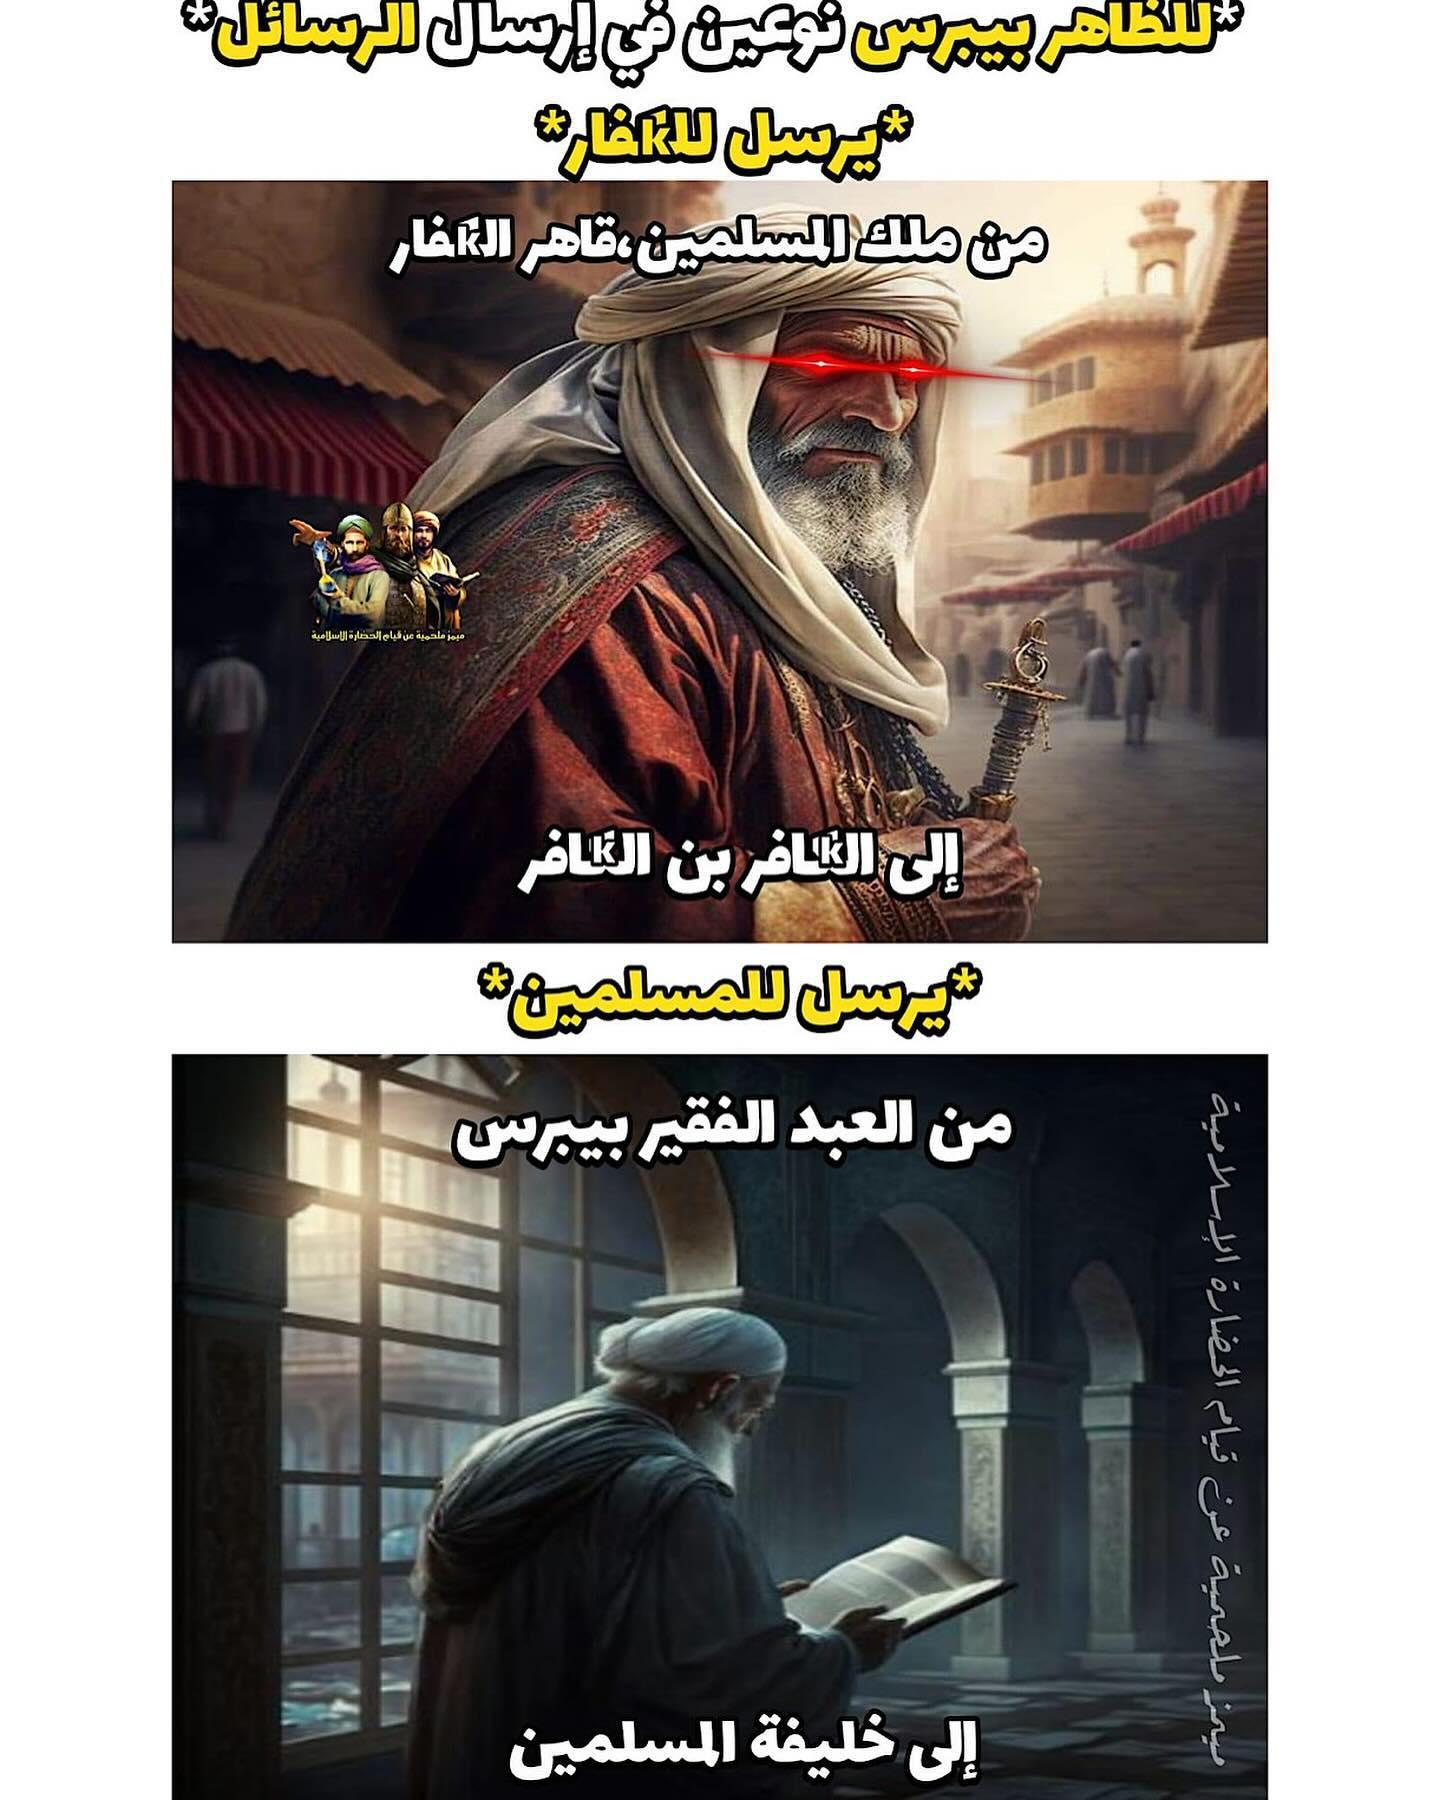 *للظاهر بيبرس نوعين في إرسال الرسائل*
*يرسل للkفار*
من ملك المسلمين،قاهر الkفار
ميمز ملحمية عن قيام الحضارة الإسلامية
إلى الkافر بن الkافر
*يرسل للمسلمين*
من العبد الفقير بيبرس
ميمز ملحمية عن قيام الحضارة الإسلامية
إلى خليفة المسلمين